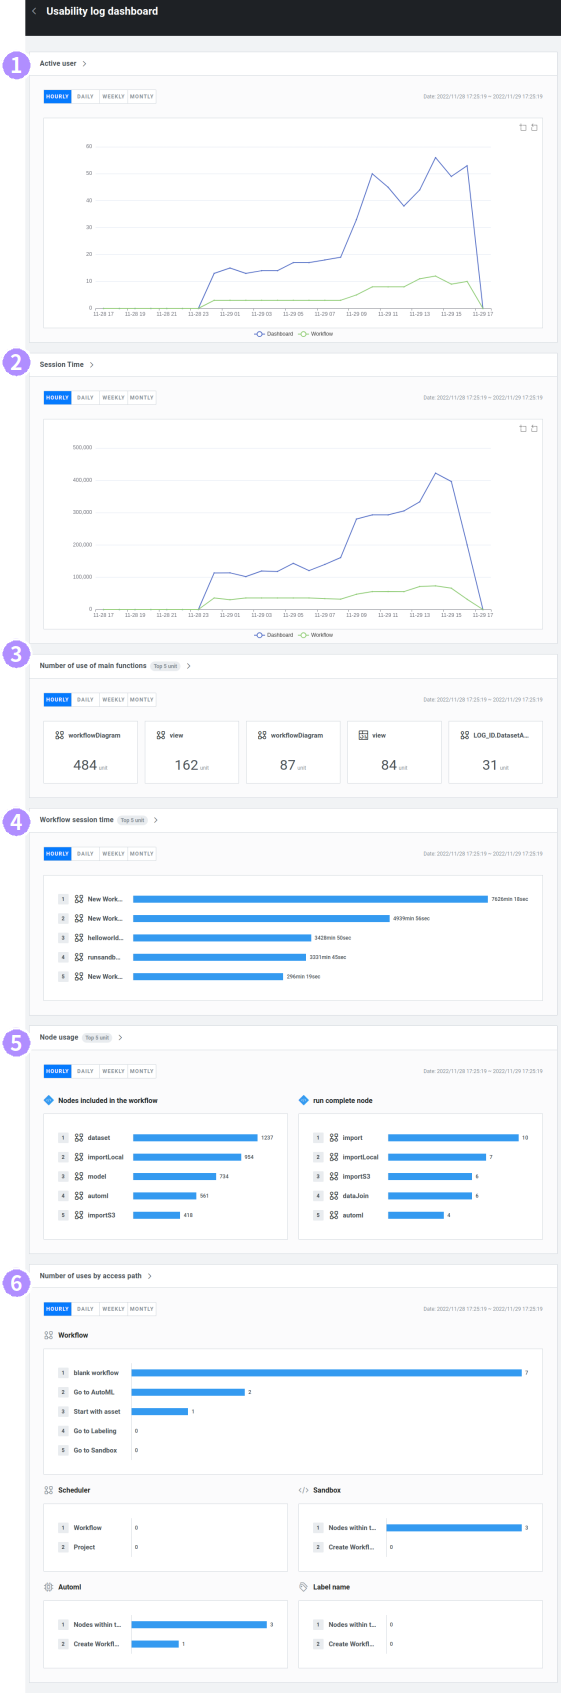 Usability log dashboard
1
Active user
HOURLY DAILY WEEKLY MONTLY
Date: 2022/11/28 17:25:19 ~ 2022/11/29 17:25:19
60
50
40
30
20
10
0
11-28 17 11-28 19 11-28 21 11-28 23 11-29 01 11-29 03 11-29 05 11-29 07 11-29 09 11-29 11 11-29 13 11-29 15 11-29 17
Dashboard Workflow
2
Session Time
HOURLY DAILY WEEKLY MONTLY
Date: 2022/11/28 17:25:19 ~ 2022/11/29 17:25:19
500,000
400,000
300,000
200,000
100,000
0
11-28 17 11-28 19 11-28 21 11-28 23 11-29 01 11-29 03 11-29 05 11-29 07 11-29 09 11-29 11 11-29 13 11-29 15 11-29 17
Dashboard Workflow
3
Number of use of main functions Top 5 unit
HOURLY DAILY WEEKLY MONTLY
Date: 2022/11/28 17:25:19 ~ 2022/11/29 17:25:19
workflowDiagram view workflowDiagram view LOG_ID.DatasetA...
484 unit 162 unit 87 unit 84 unit 31 unit
4
Workflow session time Top 5 unit
HOURLY DAILY WEEKLY MONTLY
Date: 2022/11/28 17:25:19 ~ 2022/11/29 17:25:19
1 New Work... 7626min 18sec
2 New Work... 4939min 56sec
3 helloworld... 3428min 50sec
4 runsandb... 3331min 45sec
5 New Work... 296min 19sec
5
Node usage Top 5 unit
HOURLY DAILY WEEKLY MONTLY
Date: 2022/11/28 17:25:19 ~ 2022/11/29 17:25:19
Nodes included in the workflow
1 dataset 1237
2 importLocal 954
3 model 734
4 automl 561
5 importS3 418
run complete node
1 import 10
2 importLocal 7
3 importS3 6
4 dataJoin 6
5 automl 4
6
Number of uses by access path
HOURLY DAILY WEEKLY MONTLY
Date: 2022/11/28 17:25:19 ~ 2022/11/29 17:25:19
Workflow
1 blank workflow 7
2 Go to AutoML 2
3 Start with asset 1
4 Go to Labeling 0
5 Go to Sandbox 0
Scheduler
1 Workflow 0
2 Project 0
Sandbox
1 Nodes within t... 3
2 Create Workfl... 0
Automl
1 Nodes within t... 3
2 Create Workfl... 1
Label name
1 Nodes within t... 0
2 Create Workfl... 0